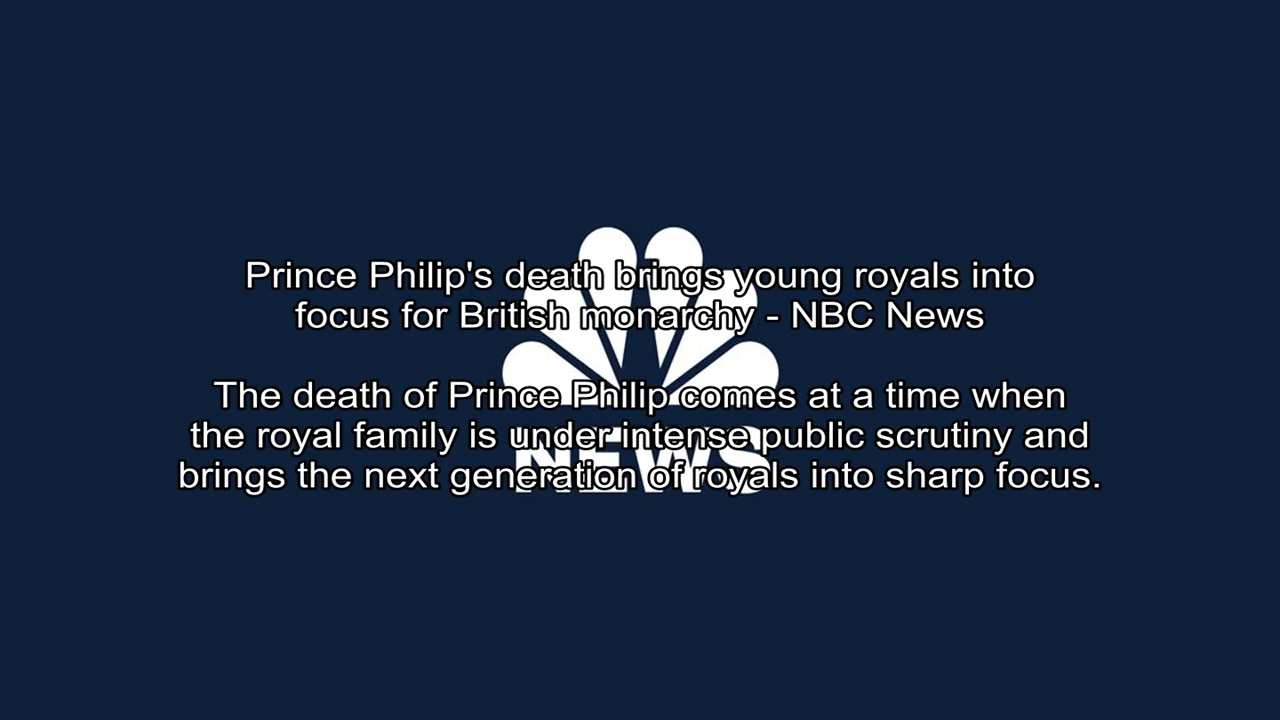 Prince Philip's death brings young royals into
focus for British monarchy - NBC News
The death of Prince Philip comes at a time when
the royal family is under intense public scrutiny and
brings the next generation of royals into sharp focus.
NEWS